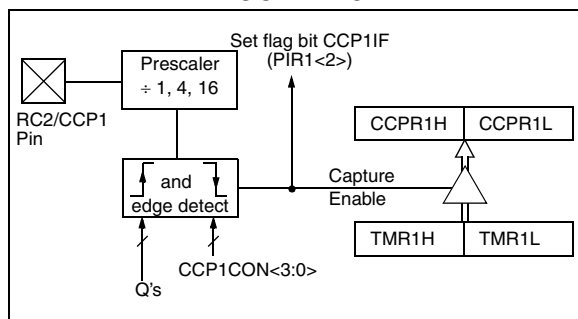 Set flag bit CCP1IF
(PIR1<2>)
Prescaler
÷ 1, 4, 16
RC2/CCP1
Pin
CCPR1H CCPR1L
and
edge detect
Capture
Enable
TMR1H TMR1L
CCP1CON<3:0>
Q's